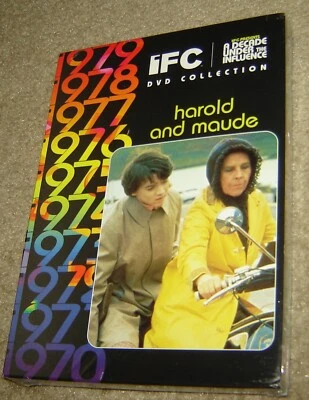 1979
1978
1977
1976
1975
1974
1973
1972
1971
1970
iFC
IFC PRESENTS
A DECADE
UNDER THE
INFLUENCE
DVD COLLECTION
harold
and maude